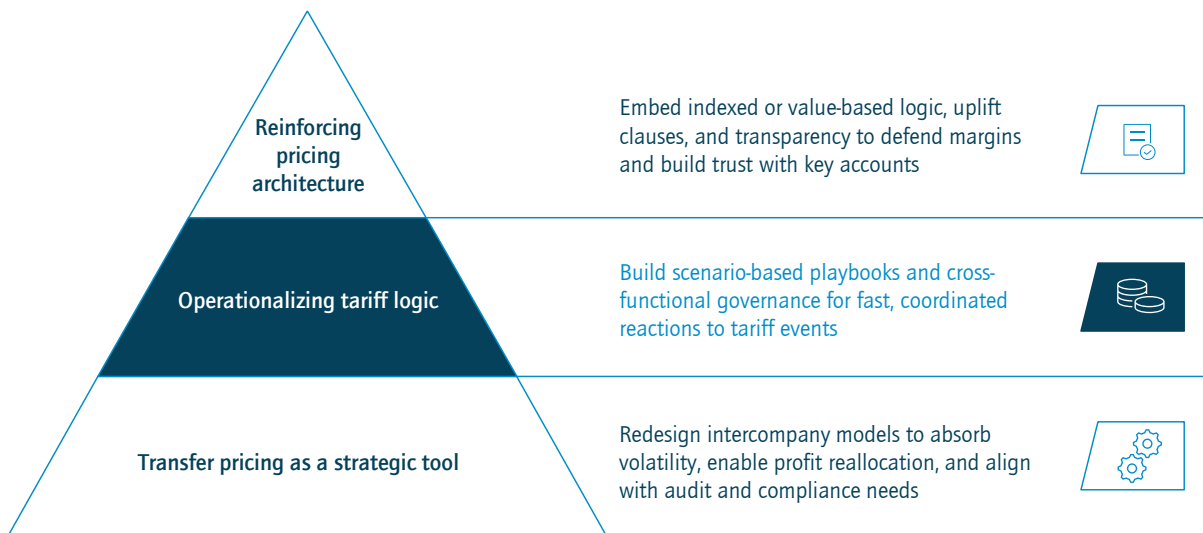 Reinforcing
pricing
architecture
Embed indexed or value-based logic, uplift
clauses, and transparency to defend margins
and build trust with key accounts
Operationalizing tariff logic
Build scenario-based playbooks and cross-
functional governance for fast, coordinated
reactions to tariff events
Transfer pricing as a strategic tool
Redesign intercompany models to absorb
volatility, enable profit reallocation, and align
with audit and compliance needs